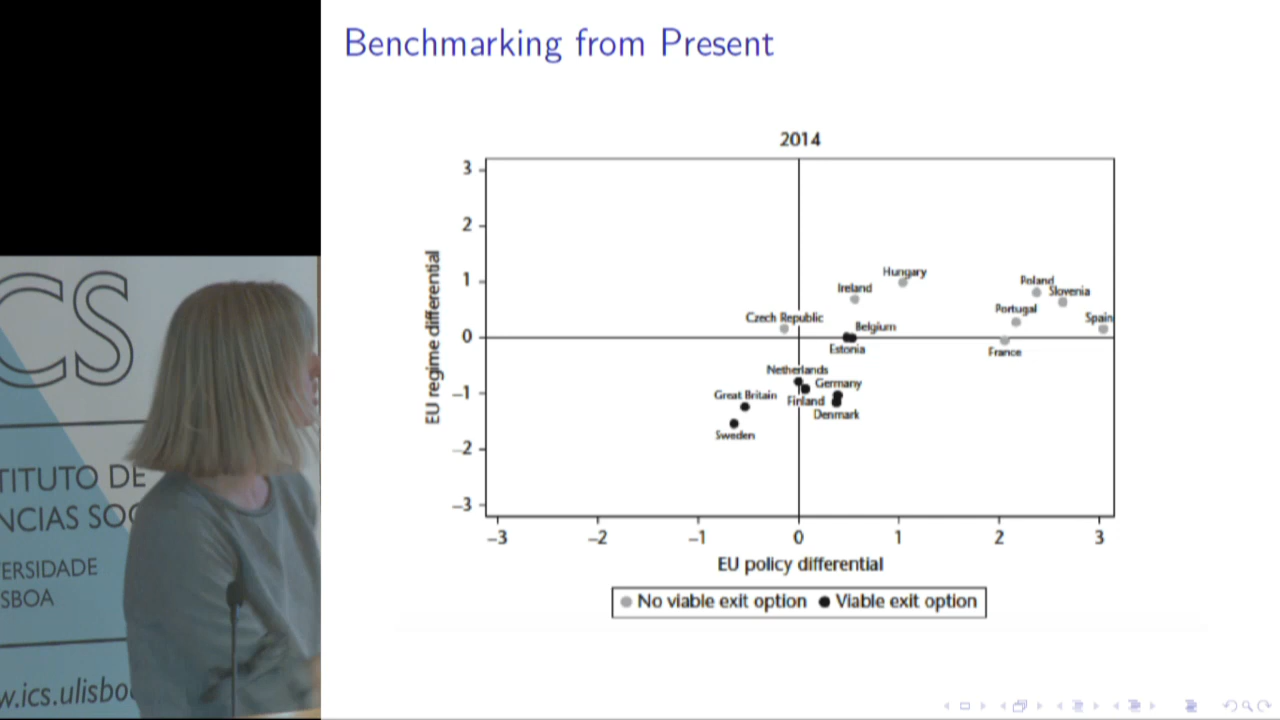 Benchmarking from Present
2014
EU regime differential
3
2
1
0
−1
−2
−3
Hungary
Ireland
Poland
Slovenia
Portugal
Spain
Czech Republic
Belgium
Estonia
France
Netherlands
Germany
Great Britain
Finland
Denmark
Sweden
−3 −2 −1 0 1 2 3
EU policy differential
No viable exit option Viable exit option
CS
TITUTO DE
NCIAS SOC
ERSIDADE
SBOA
w.ics.ulisbo